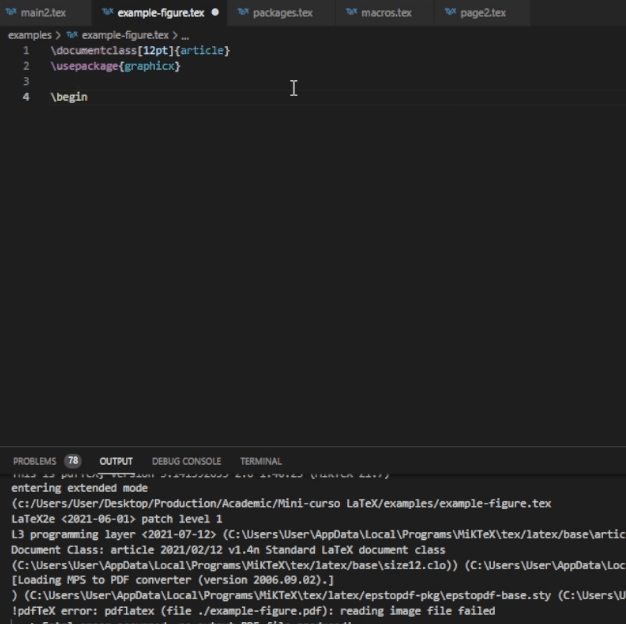 main2.tex example-figure.tex packages.tex macros.tex page2.tex
examples > example-figure.tex > ...
1 \documentclass[12pt]{article}
2 \usepackage{graphicx}
3
4 \begin
PROBLEMS 78 OUTPUT DEBUG CONSOLE TERMINAL
entering extended mode
(c:/Users/User/Desktop/Production/Academic/Mini-curso LaTeX/examples/example-figure.tex
LaTeX2e <2021-06-01> patch level 1
L3 programming layer <2021-07-12> (C:\Users\User\AppData\Local\Programs\MiKTeX\tex/latex/base\artic
Document Class: article 2021/02/12 v1.4n Standard LaTeX document class
(C:\Users\User\AppData\Local\Programs\MiKTeX\tex/latex/base\size12.clo)) (C:\Users\User\AppData\Loc
[Loading MPS to PDF converter (version 2006.09.02).]
) (C:\Users\User\AppData\Local\Programs\MiKTeX\tex/latex/epstopdf-pkg\epstopdf-base.sty (C:\Users\U
!pdfTeX error: pdflatex (file ./example-figure.pdf): reading image file failed